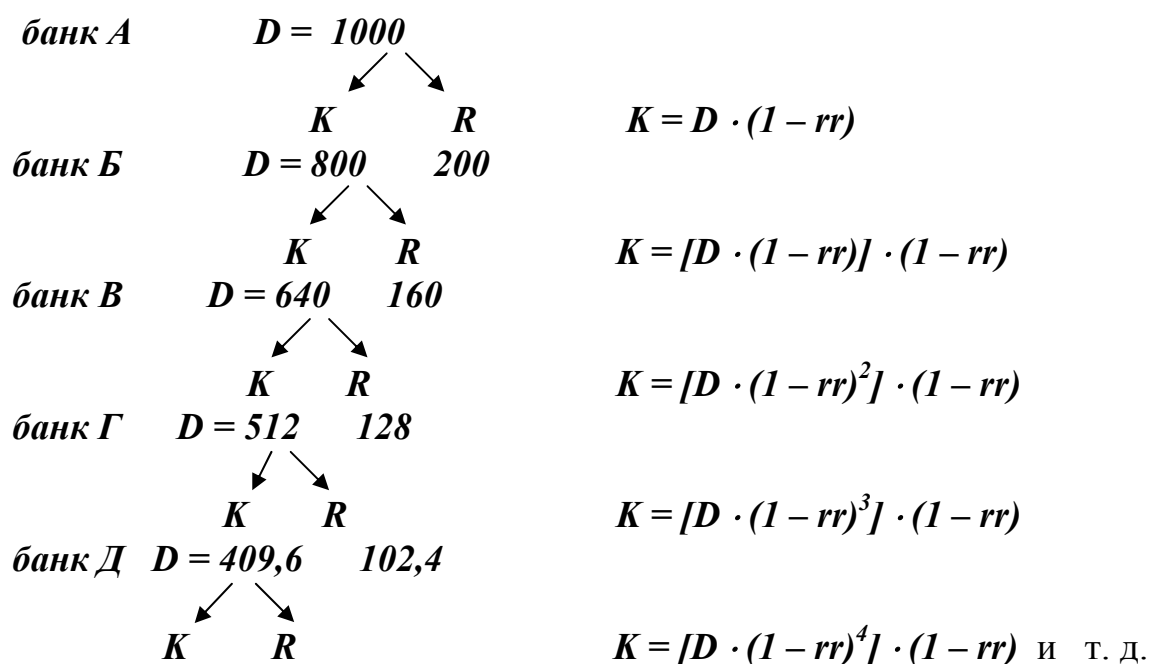 банк А D = 1000
K R K = D · (1 – rr)
банк Б D = 800 200
K R K = [D · (1 – rr)] · (1 – rr)
банк В D = 640 160
K R K = [D · (1 – rr)²] · (1 – rr)
банк Г D = 512 128
K R K = [D · (1 – rr)³] · (1 – rr)
банк Д D = 409,6 102,4
K R K = [D · (1 – rr)⁴] · (1 – rr) и т. д.